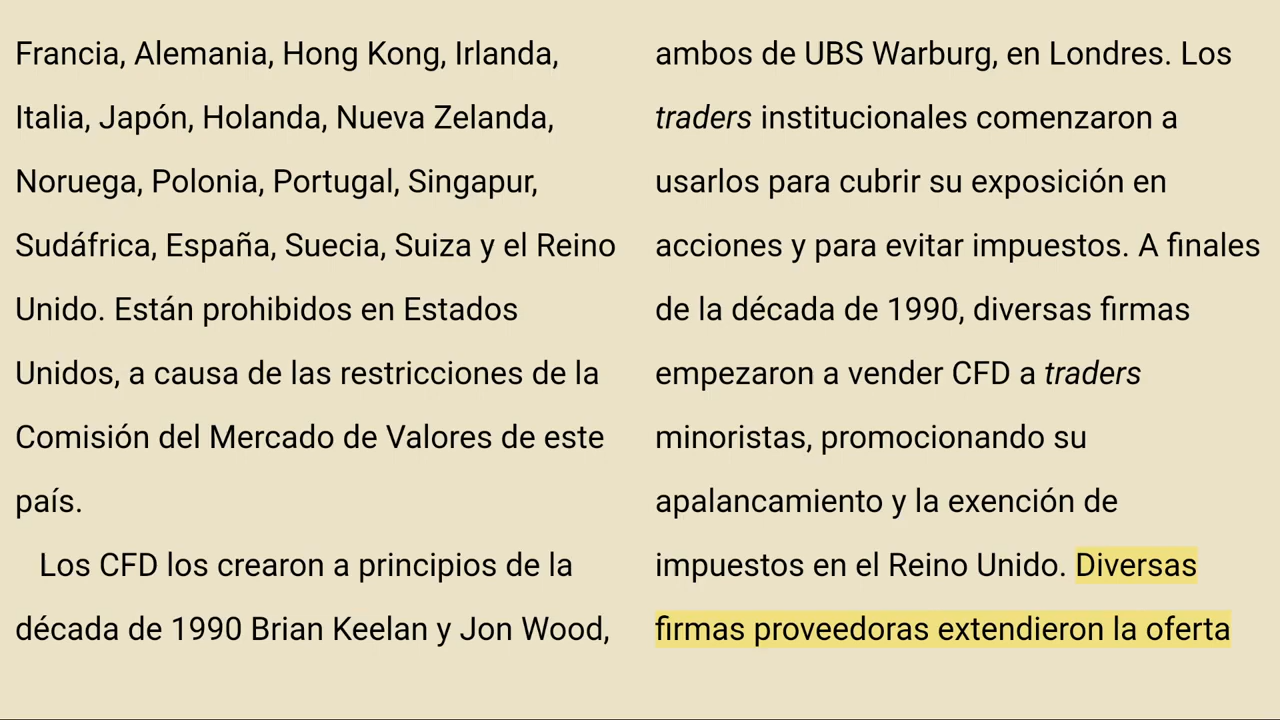 Francia, Alemania, Hong Kong, Irlanda,
Italia, Japón, Holanda, Nueva Zelanda,
Noruega, Polonia, Portugal, Singapur,
Sudáfrica, España, Suecia, Suiza y el Reino
Unido. Están prohibidos en Estados
Unidos, a causa de las restricciones de la
Comisión del Mercado de Valores de este
país.
Los CFD los crearon a principios de la
década de 1990 Brian Keelan y Jon Wood,
ambos de UBS Warburg, en Londres. Los
traders institucionales comenzaron a
usarlos para cubrir su exposición en
acciones y para evitar impuestos. A finales
de la década de 1990, diversas firmas
empezaron a vender CFD a traders
minoristas, promocionando su
apalancamiento y la exención de
impuestos en el Reino Unido. Diversas
firmas proveedoras extendieron la oferta